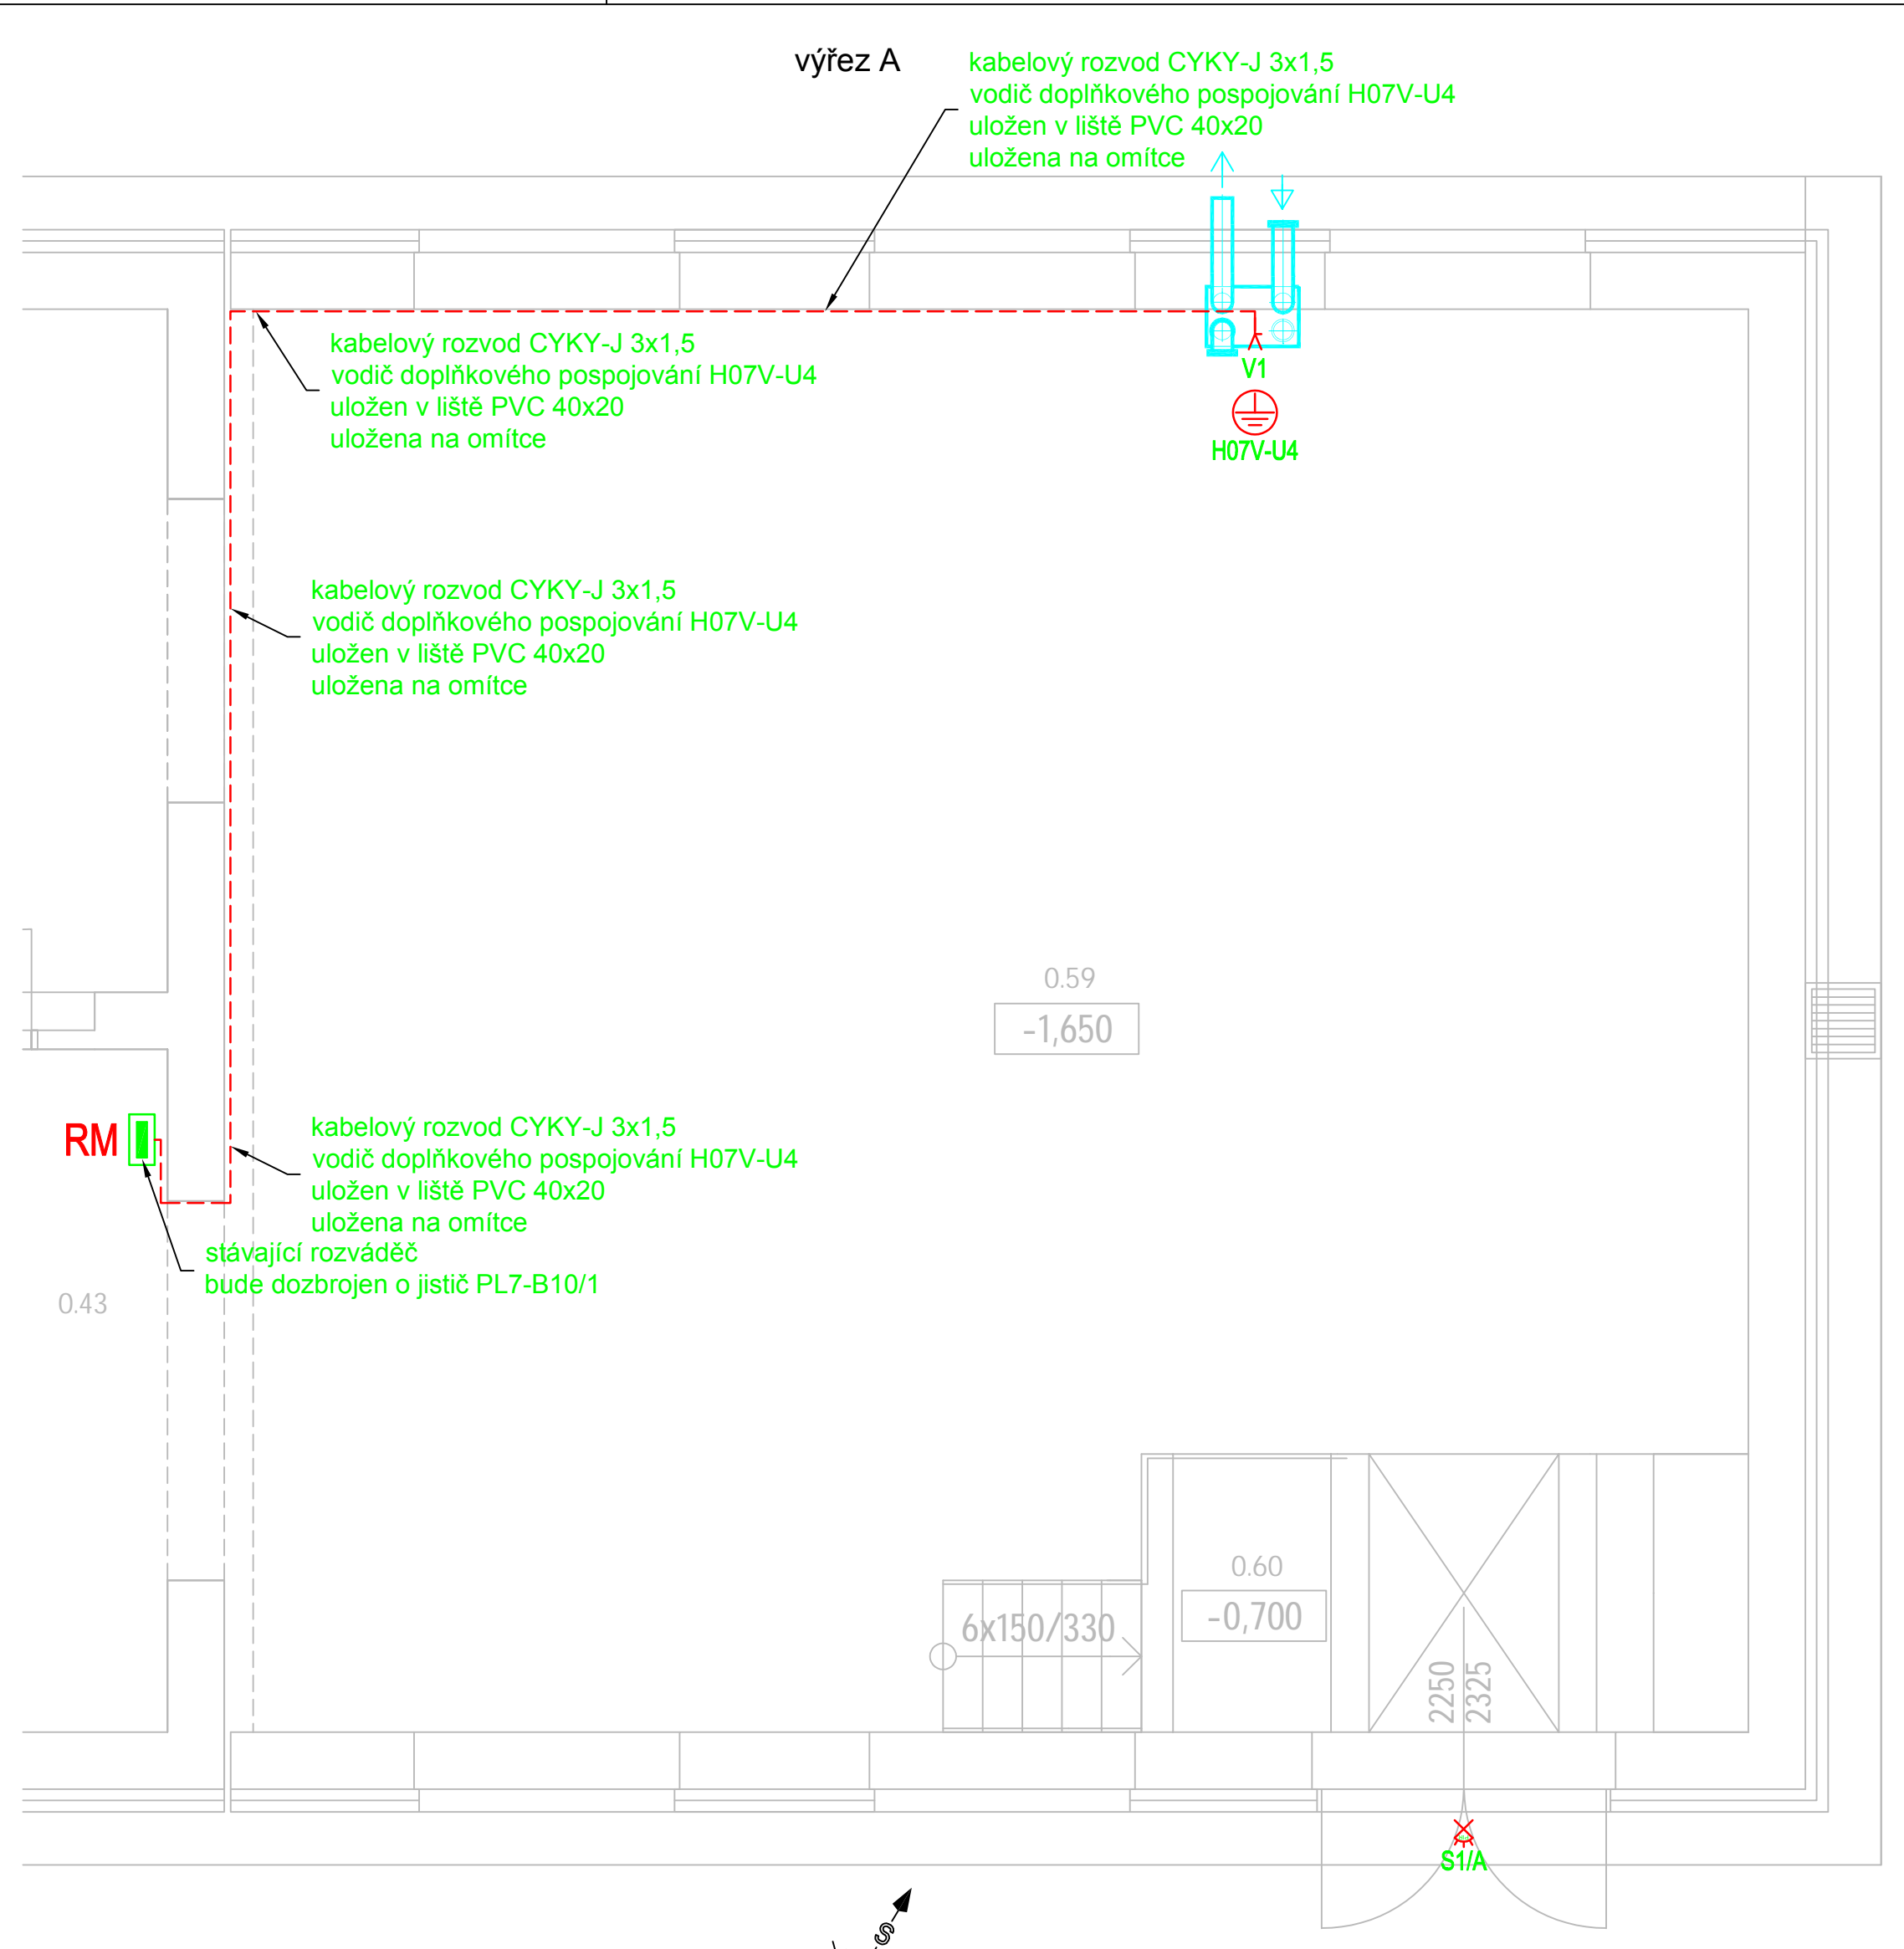 výřez A
kabelový rozvod CYKY-J 3x1,5
vodič doplňkového pospojování H07V-U4
uložen v liště PVC 40x20
uložena na omítce
kabelový rozvod CYKY-J 3x1,5
vodič doplňkového pospojování H07V-U4
uložen v liště PVC 40x20
uložena na omítce
V1
H07V-U4
kabelový rozvod CYKY-J 3x1,5
vodič doplňkového pospojování H07V-U4
uložen v liště PVC 40x20
uložena na omítce
0.59
-1,650
RM
kabelový rozvod CYKY-J 3x1,5
vodič doplňkového pospojování H07V-U4
uložen v liště PVC 40x20
uložena na omítce
stávající rozváděč
bude dozbrojen o jistič PL7-B10/1
0.43
0.60
-0,700
6x150/330
2250
2325
S1/A
S